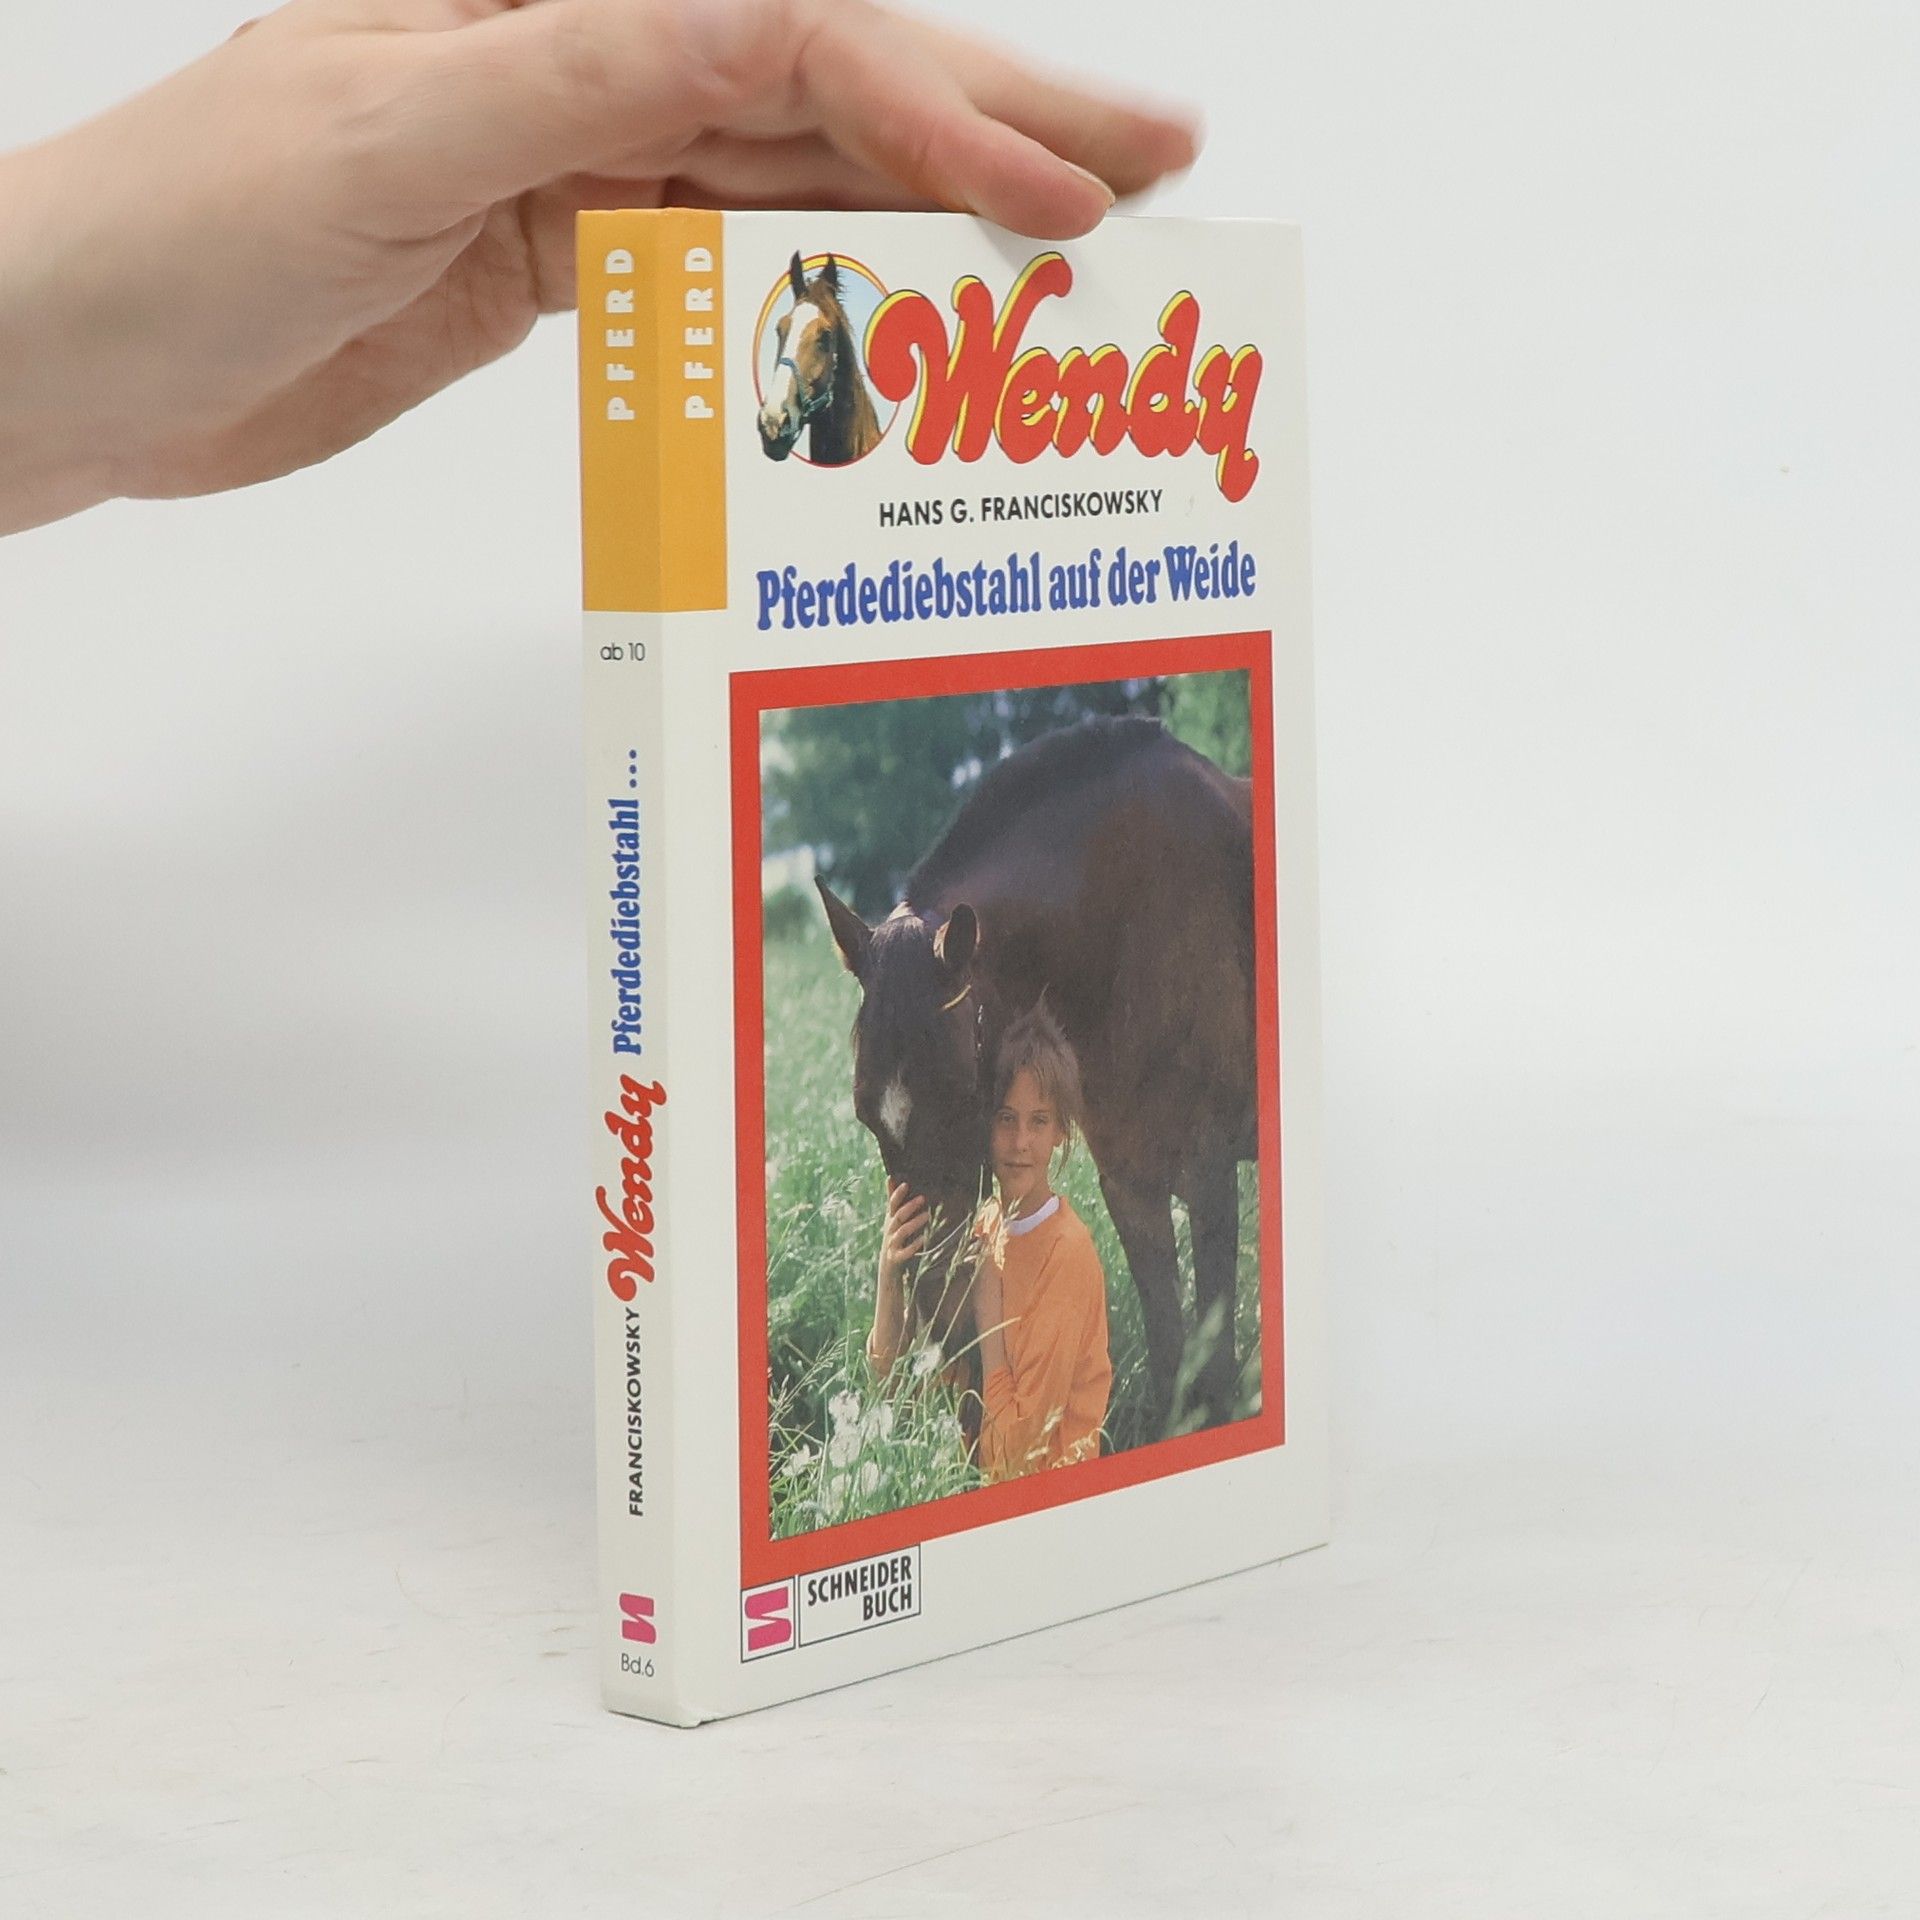 PFERD
ab 10
FRANCISKOWSKY Wendy Pferdediebstahl ...
Bd.6
PFERD
Wendy
HANS G. FRANCISKOWSKY
Pferdediebstahl auf der Weide
SCHNEIDER
BUCH